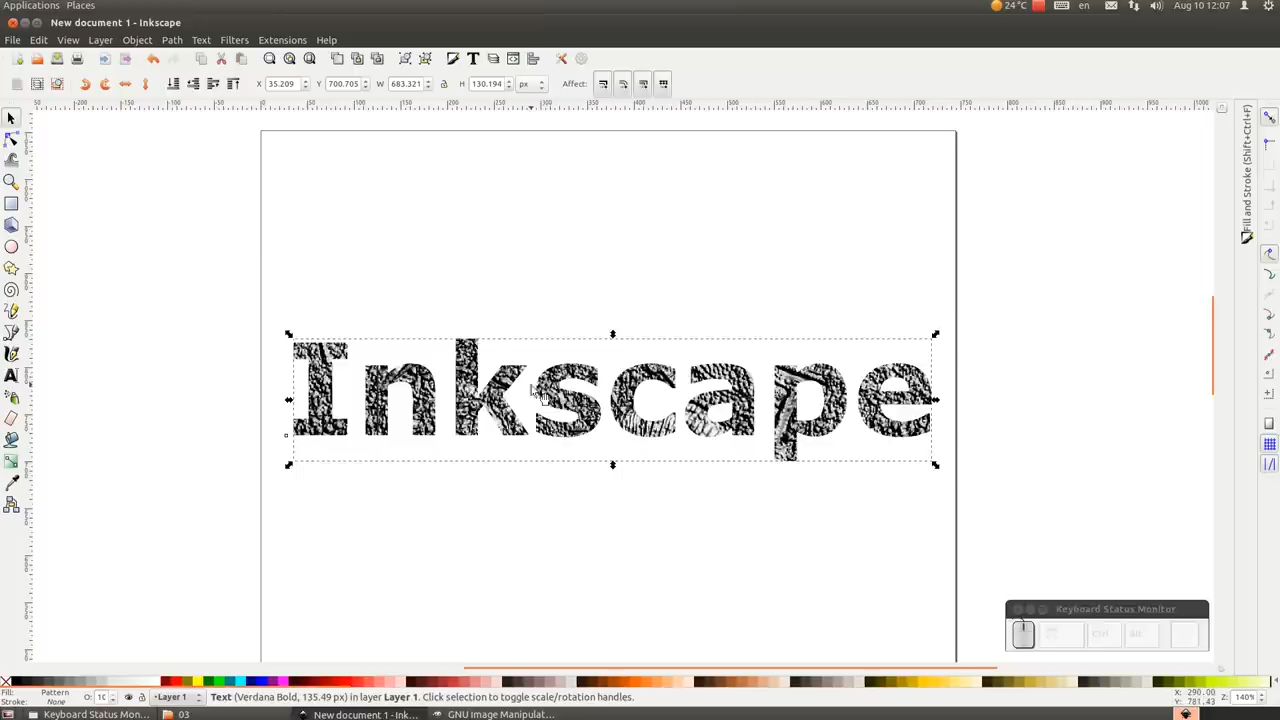 Applications Places
24 °C en Aug 10 12:07
New document 1 - Inkscape
File Edit View Layer Object Path Text Filters Extensions Help
X 35.209 Y 700.705 W 683.321 H 130.194 px Affect:
Fill and Stroke (Shift+Ctrl+F)
Inkscape
Keyboard Status Monitor
Ctrl Alt
Fill: Pattern
Stroke: None
O: Layer 1 Text (Verdana Bold, 135.49 px) in layer Layer 1. Click selection to toggle scale/rotation handles.
X: 290.00
Y: 781.43
Z: 140%
Keyboard Status Mon... 03 New document 1 - Ink... GNU Image Manipulat...